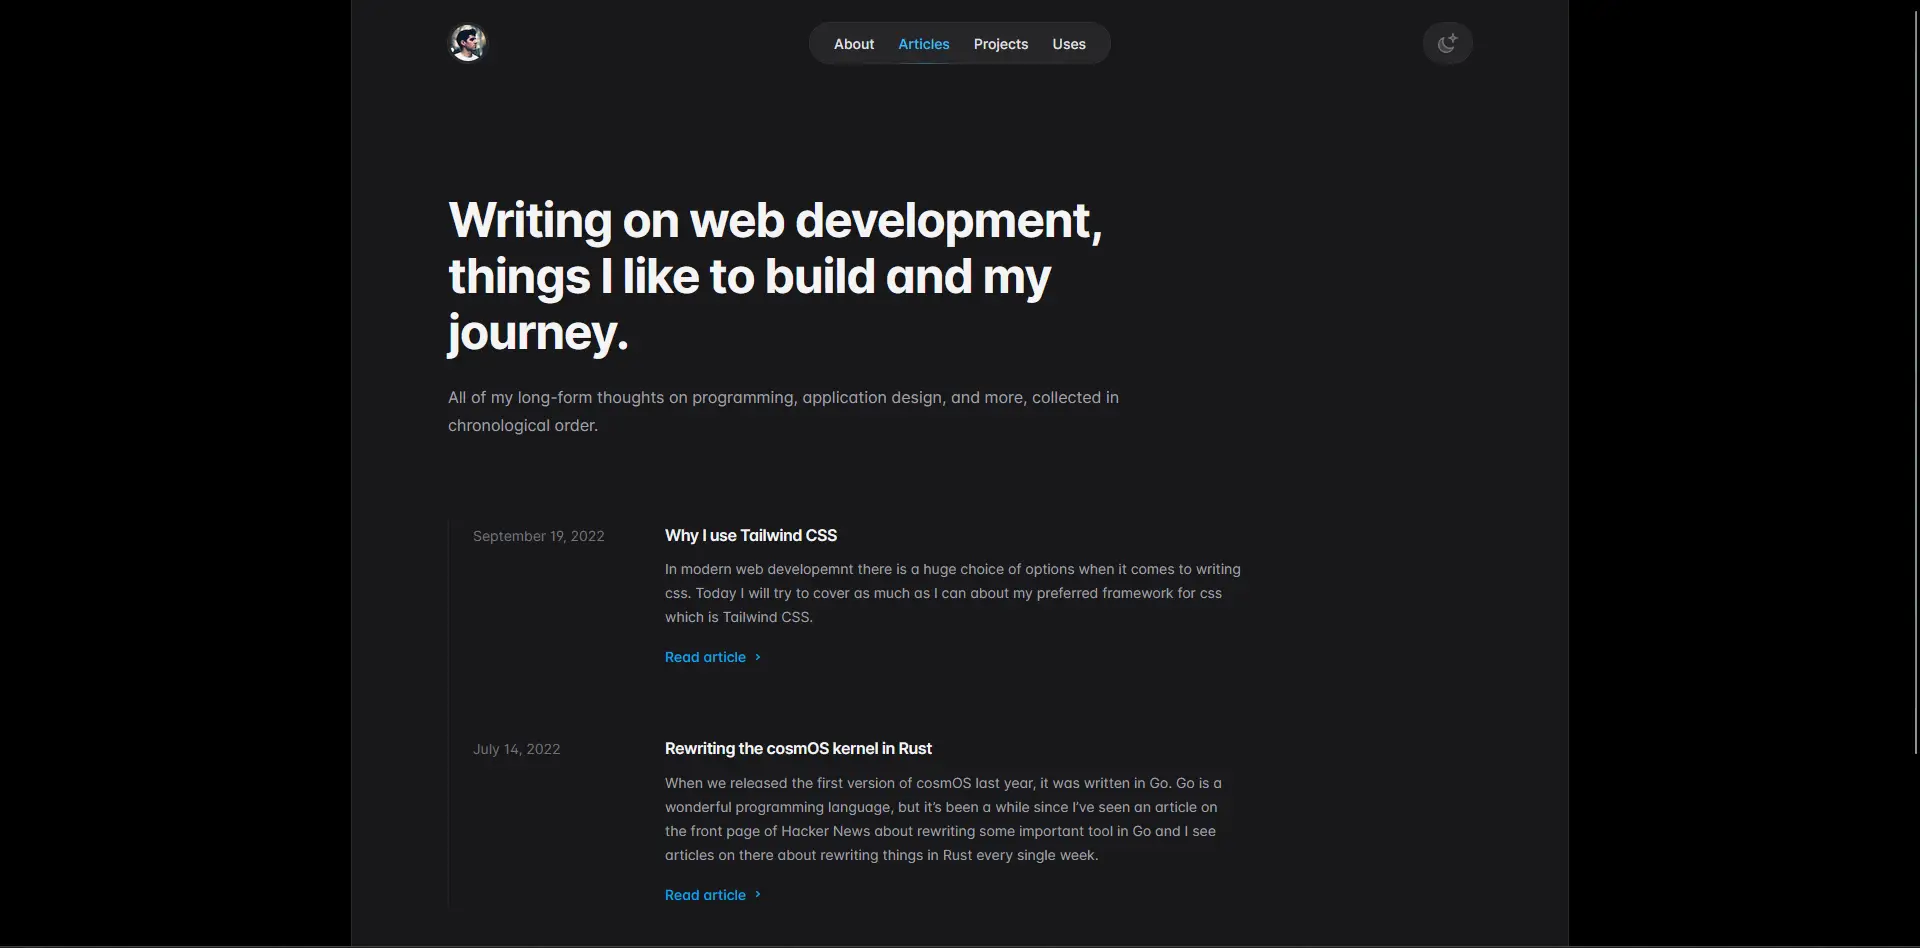 About Articles Projects Uses
Writing on web development,
things I like to build and my
journey.
All of my long-form thoughts on programming, application design, and more, collected in
chronological order.
September 19, 2022
Why I use Tailwind CSS
In modern web developemnt there is a huge choice of options when it comes to writing
css. Today I will try to cover as much as I can about my preferred framework for css
which is Tailwind CSS.
Read article
July 14, 2022
Rewriting the cosmOS kernel in Rust
When we released the first version of cosmOS last year, it was written in Go. Go is a
wonderful programming language, but it’s been a while since I’ve seen an article on
the front page of Hacker News about rewriting some important tool in Go and I see
articles on there about rewriting things in Rust every single week.
Read article